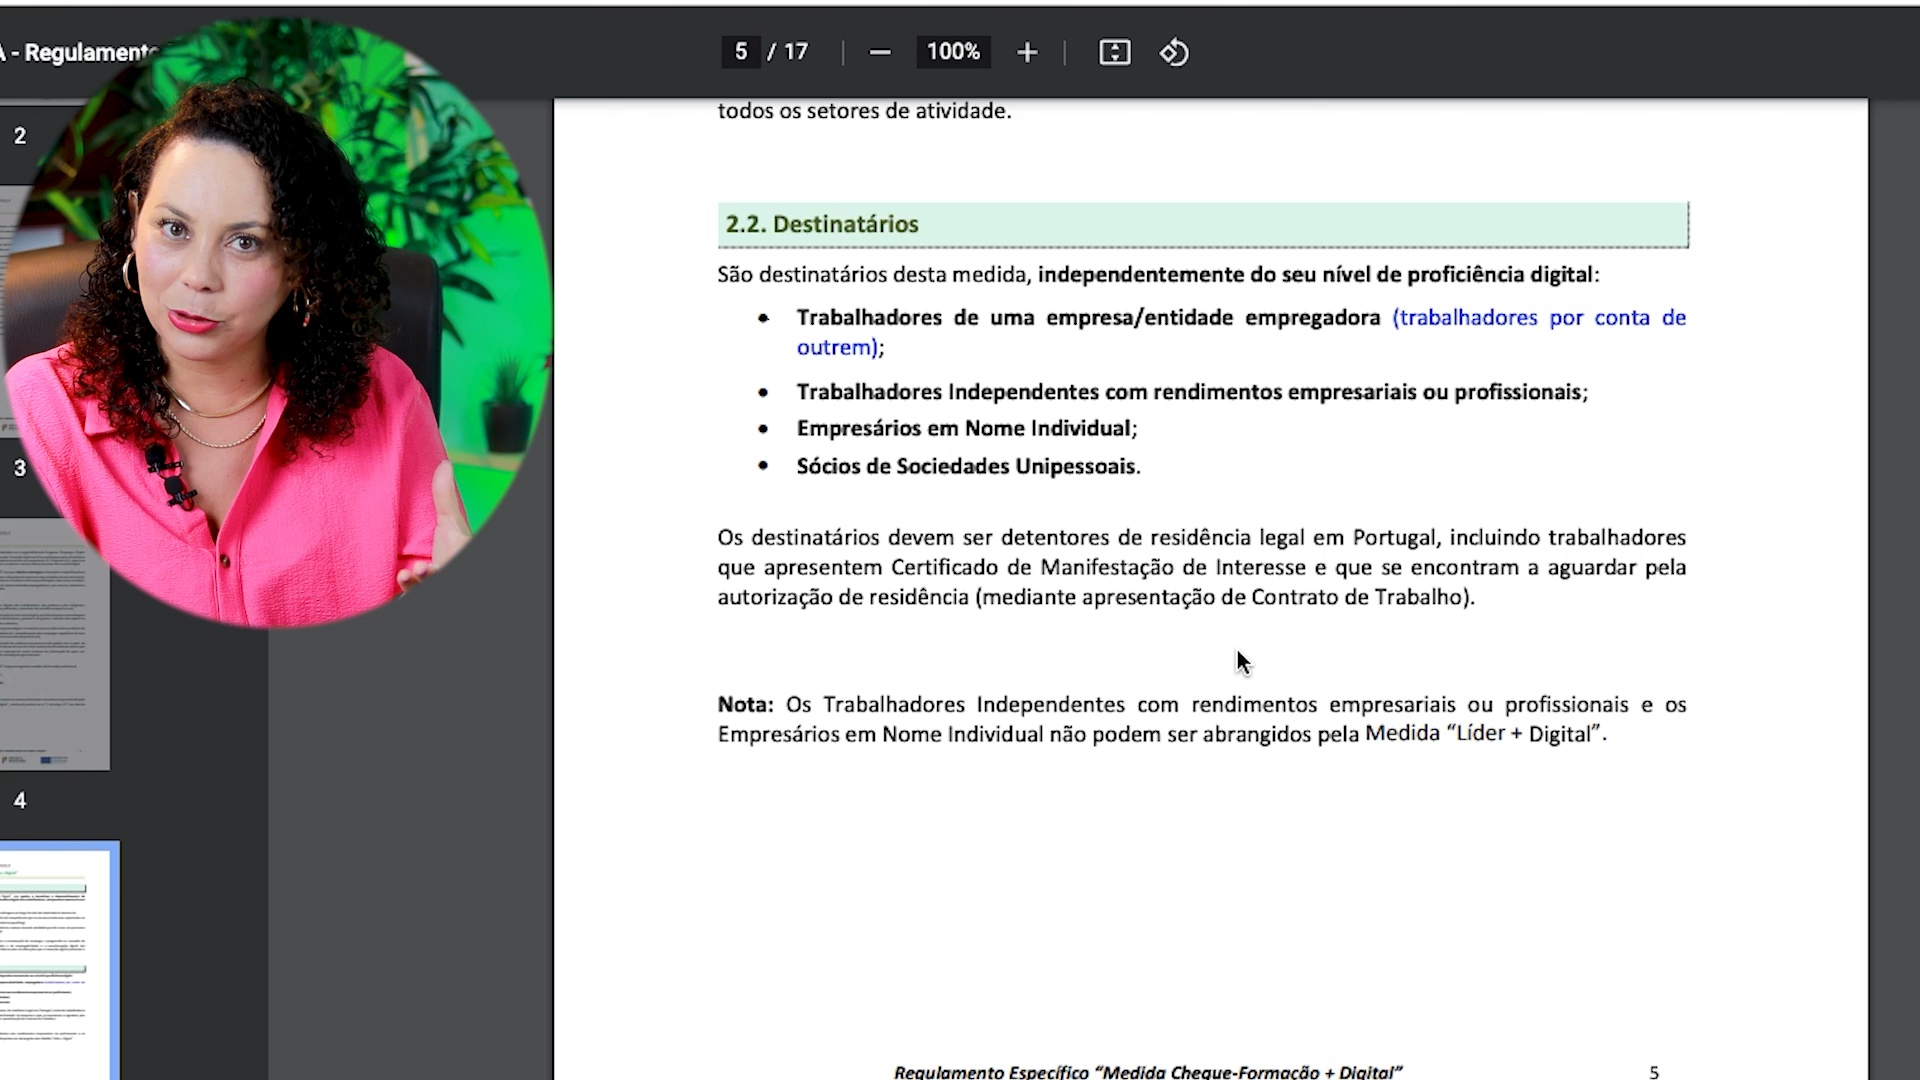 A - Regulamento
5 / 17
100%
2
3
4
todos os setores de atividade.
2.2. Destinatários
São destinatários desta medida, independentemente do seu nível de proficiência digital:
• Trabalhadores de uma empresa/entidade empregadora (trabalhadores por conta de
outrem);
• Trabalhadores Independentes com rendimentos empresariais ou profissionais;
• Empresários em Nome Individual;
• Sócios de Sociedades Unipessoais.
Os destinatários devem ser detentores de residência legal em Portugal, incluindo trabalhadores
que apresentem Certificado de Manifestação de Interesse e que se encontram a aguardar pela
autorização de residência (mediante apresentação de Contrato de Trabalho).
Nota: Os Trabalhadores Independentes com rendimentos empresariais ou profissionais e os
Empresários em Nome Individual não podem ser abrangidos pela Medida “Líder + Digital”.
Regulamento Específico “Medida Cheque-Formação + Digital”
5